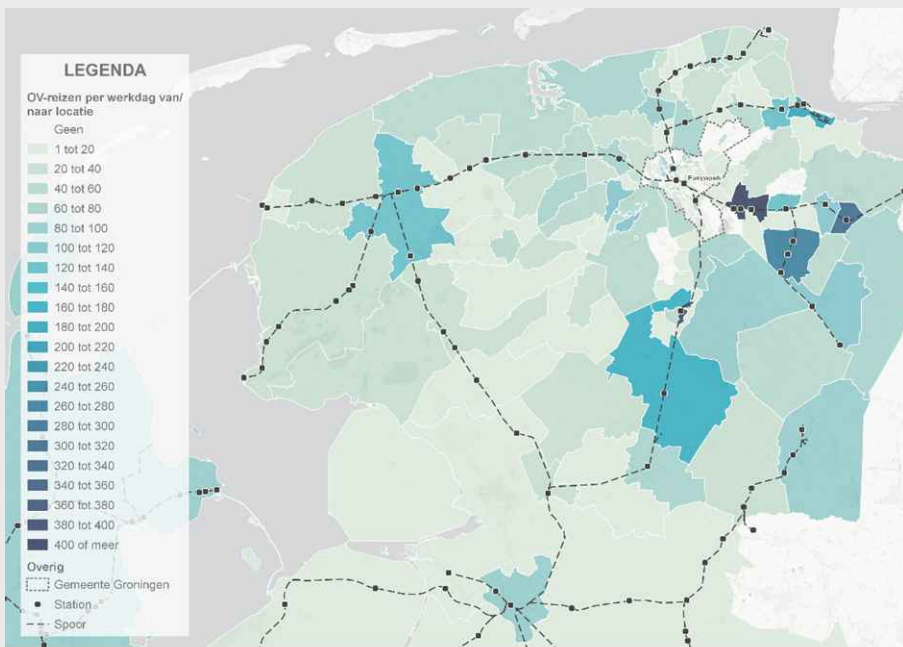 LEGENDA
OV-reizen per werkdag van/
naar locatie
Geen
1 tot 20
20 tot 40
40 tot 60
60 tot 80
80 tot 100
100 tot 120
120 tot 140
140 tot 160
160 tot 180
180 tot 200
200 tot 220
220 tot 240
240 tot 260
260 tot 280
280 tot 300
300 tot 320
320 tot 340
340 tot 360
360 tot 380
380 tot 400
400 of meer
Overig
Gemeente Groningen
Station
Spoor